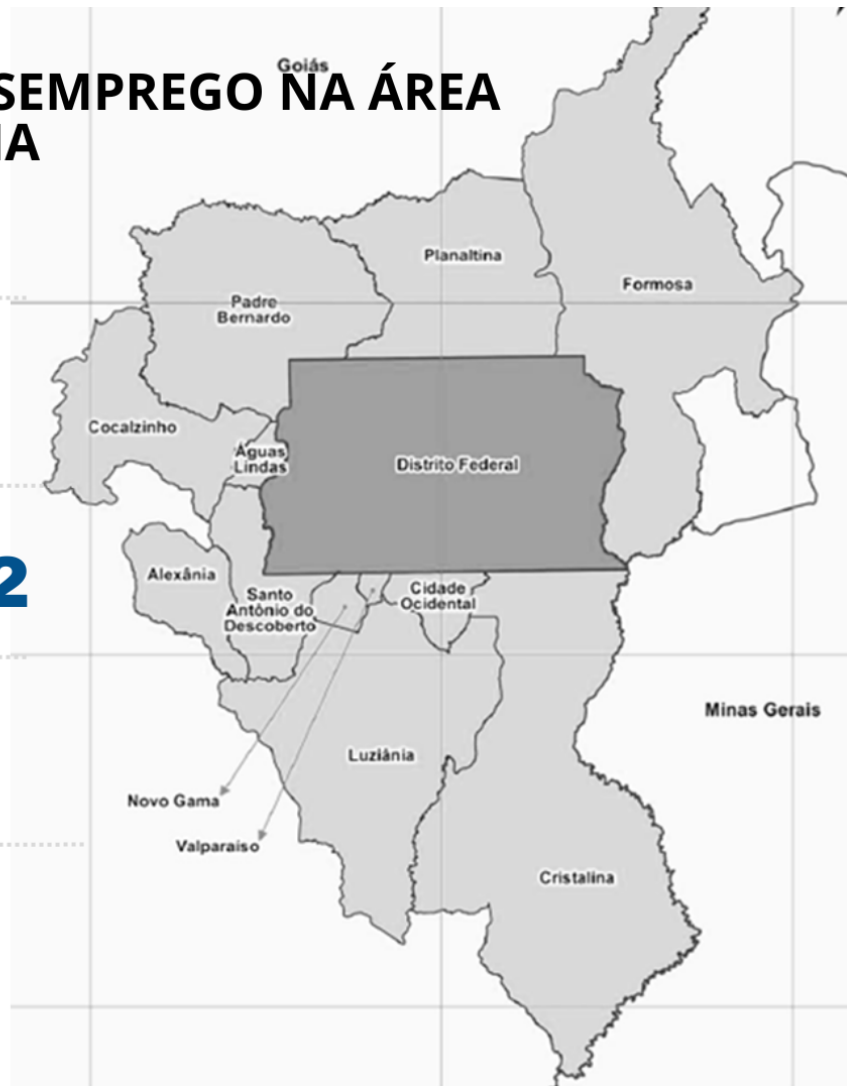 Goiás
SEMPREGO NA ÁREA
IA
Planaltina
Formosa
Padre
Bernardo
Cocalzinho
Águas
Lindas
Distrito Federal
2
Alexânia
Santo
Antônio do
Descoberto
Cidade
Ocidental
Minas Gerais
Luziânia
Novo Gama
Valparaiso
Cristalina